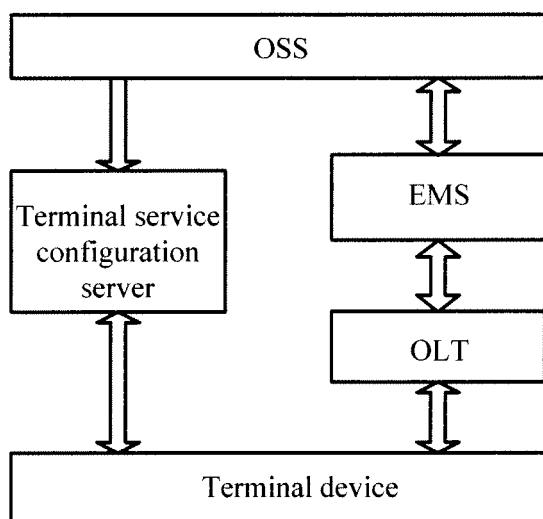 OSS
Terminal service
configuration
server
EMS
OLT
Terminal device